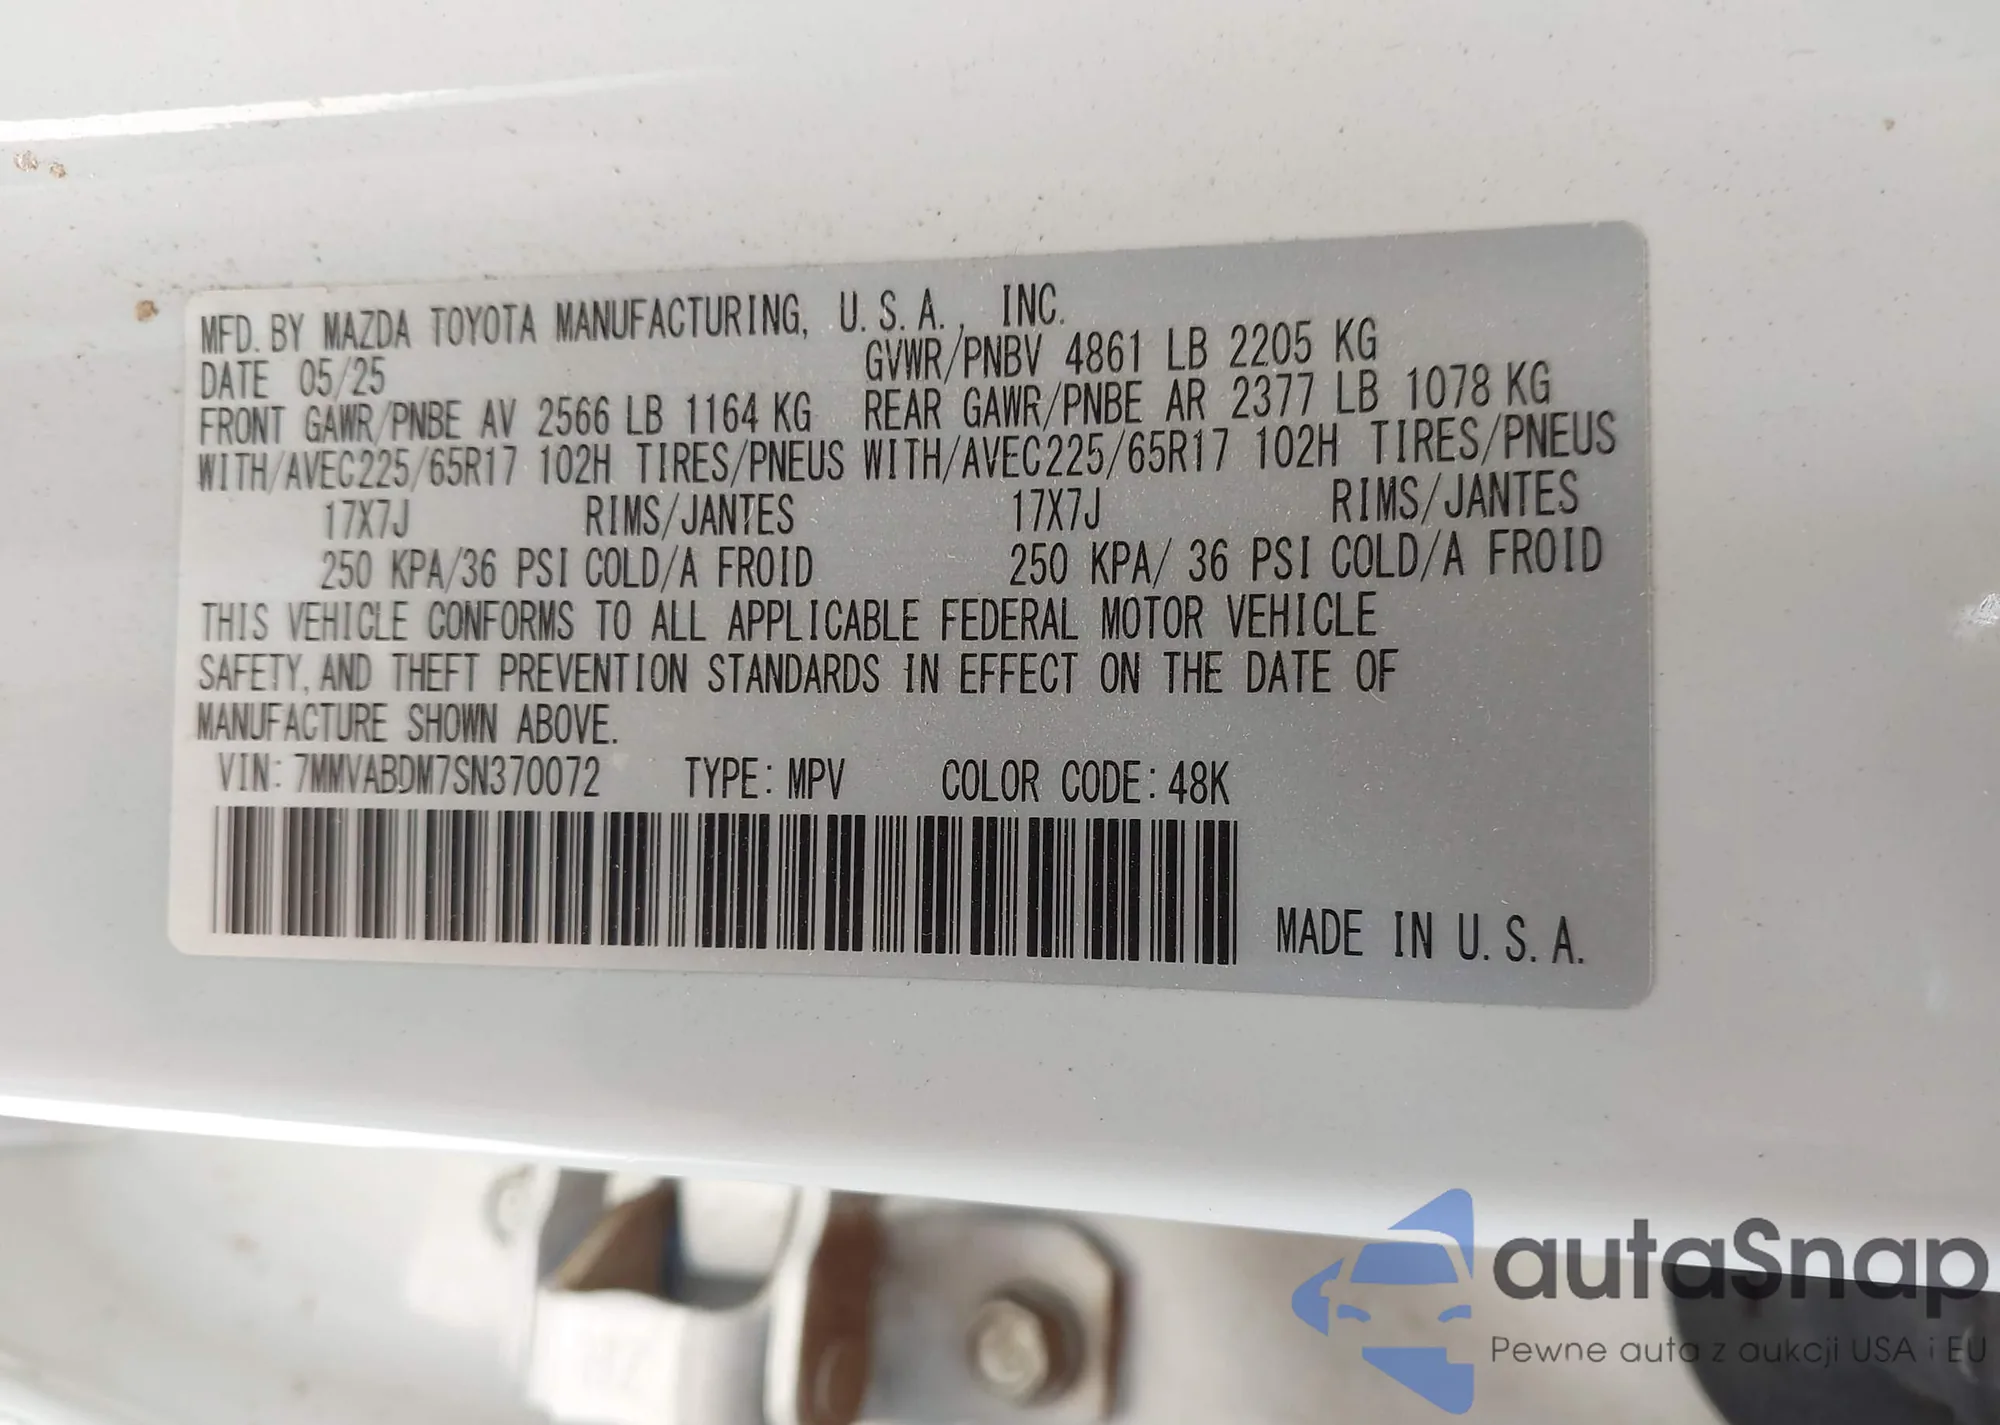 MFD. BY MAZDA TOYOTA MANUFACTURING, U.S.A., INC.
DATE 05/25 GVWR/PNBV 4861 LB 2205 KG
FRONT GAWR/PNBE AV 2566 LB 1164 KG REAR GAWR/PNBE AR 2377 LB 1078 KG
WITH/AVEC225/65R17 102H TIRES/PNEUS WITH/AVEC225/65R17 102H TIRES/PNEUS
17X7J RIMS/JANTES 17X7J RIMS/JANTES
250 KPA/36 PSI COLD/A FROID 250 KPA/ 36 PSI COLD/A FROID
THIS VEHICLE CONFORMS TO ALL APPLICABLE FEDERAL MOTOR VEHICLE
SAFETY, AND THEFT PREVENTION STANDARDS IN EFFECT ON THE DATE OF
MANUFACTURE SHOWN ABOVE.
VIN: 7MMVABDM7SN370072 TYPE: MPV COLOR CODE: 48K
MADE IN U.S.A.
autaSnap
Pewne auta z aukcji USA i EU